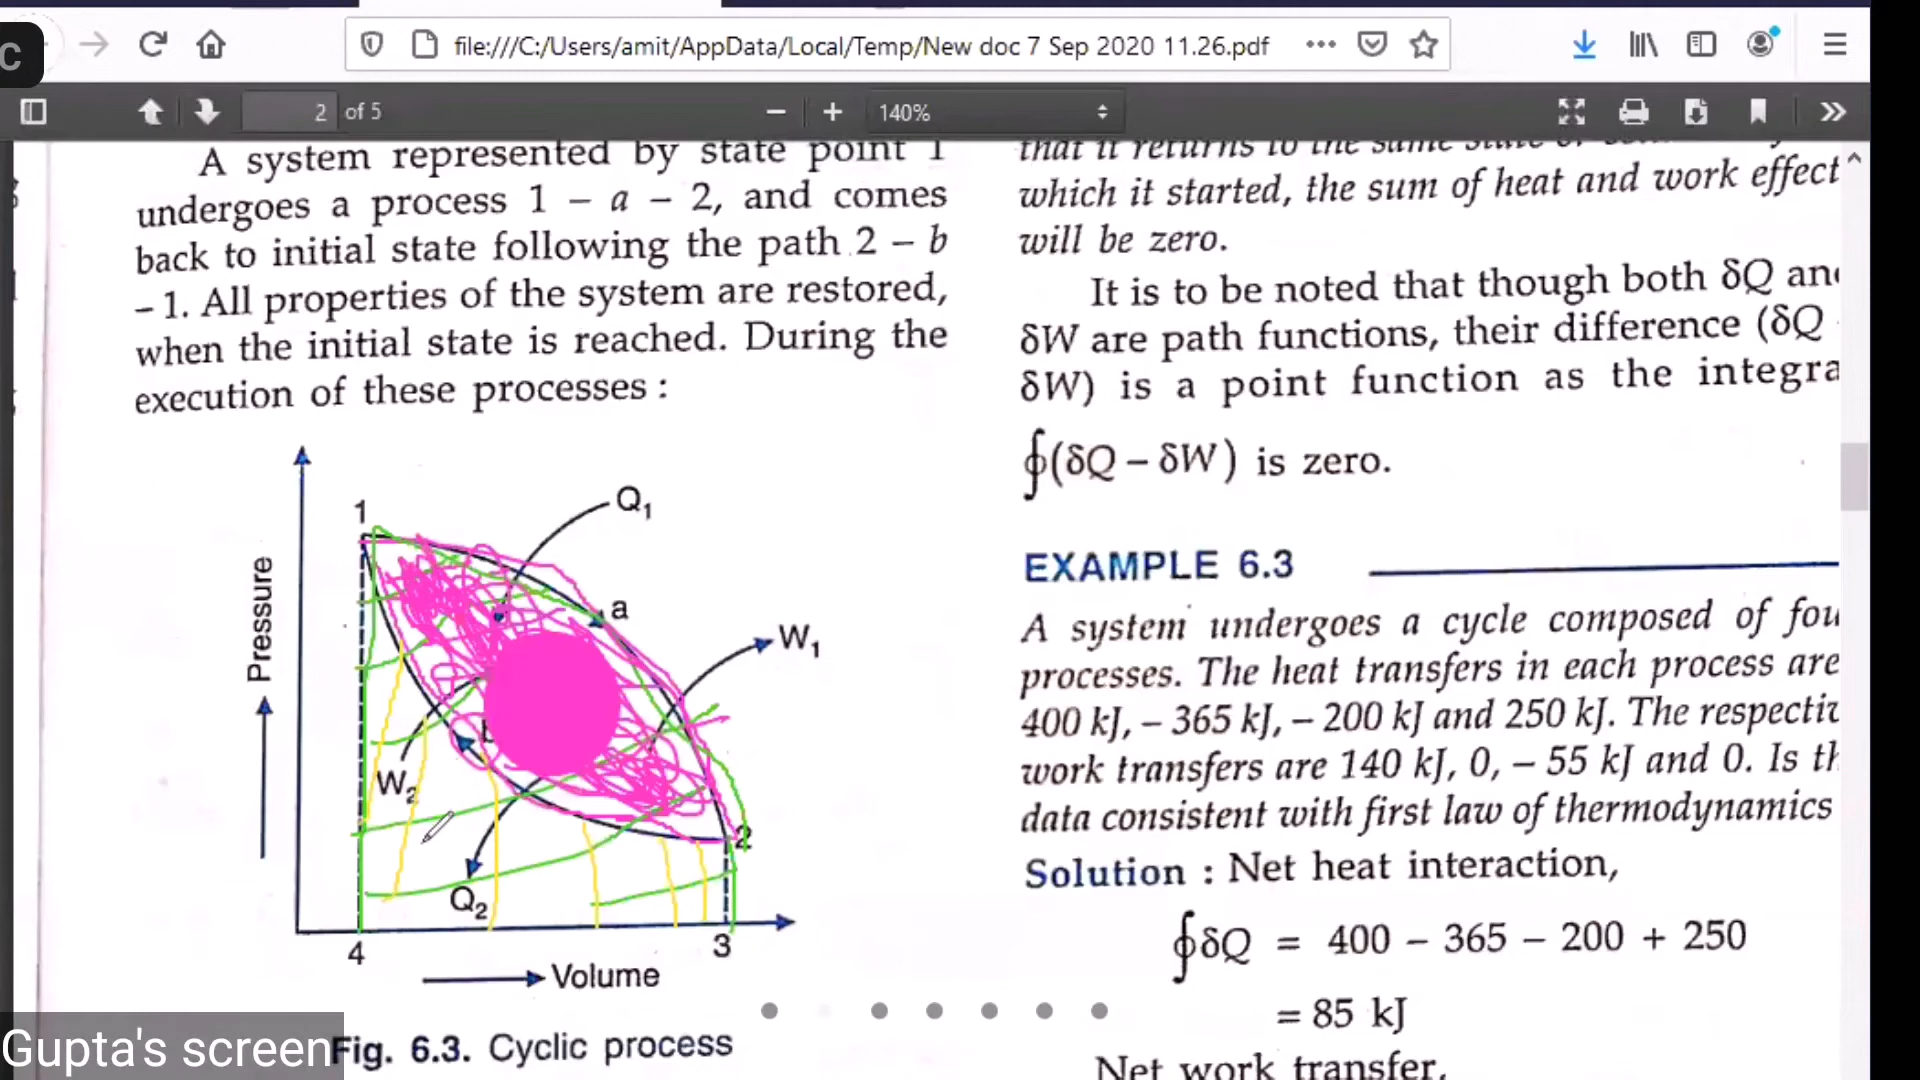 C
file:///C:/Users/amit/AppData/Local/Temp/New doc 7 Sep 2020 11.26.pdf
2 of 5
140%
A system represented by state point 1
undergoes a process 1 – a – 2, and comes
back to initial state following the path 2 – b
– 1. All properties of the system are restored,
when the initial state is reached. During the
execution of these processes :
1
Q₁
a
W₁
Pressure
b
W₂
2
Q₂
4
3
Volume
Fig. 6.3. Cyclic process
that it returns to the same state
which it started, the sum of heat and work effect
will be zero.
It is to be noted that though both δQ an
δW are path functions, their difference (δQ
δW) is a point function as the integra
∮(δQ – δW) is zero.
EXAMPLE 6.3
A system undergoes a cycle composed of fou
processes. The heat transfers in each process are
400 kJ, – 365 kJ, – 200 kJ and 250 kJ. The respecti
work transfers are 140 kJ, 0, – 55 kJ and 0. Is th
data consistent with first law of thermodynamics
Solution : Net heat interaction,
∮δQ = 400 – 365 – 200 + 250
= 85 kJ
Net work transfer,
Gupta's screen